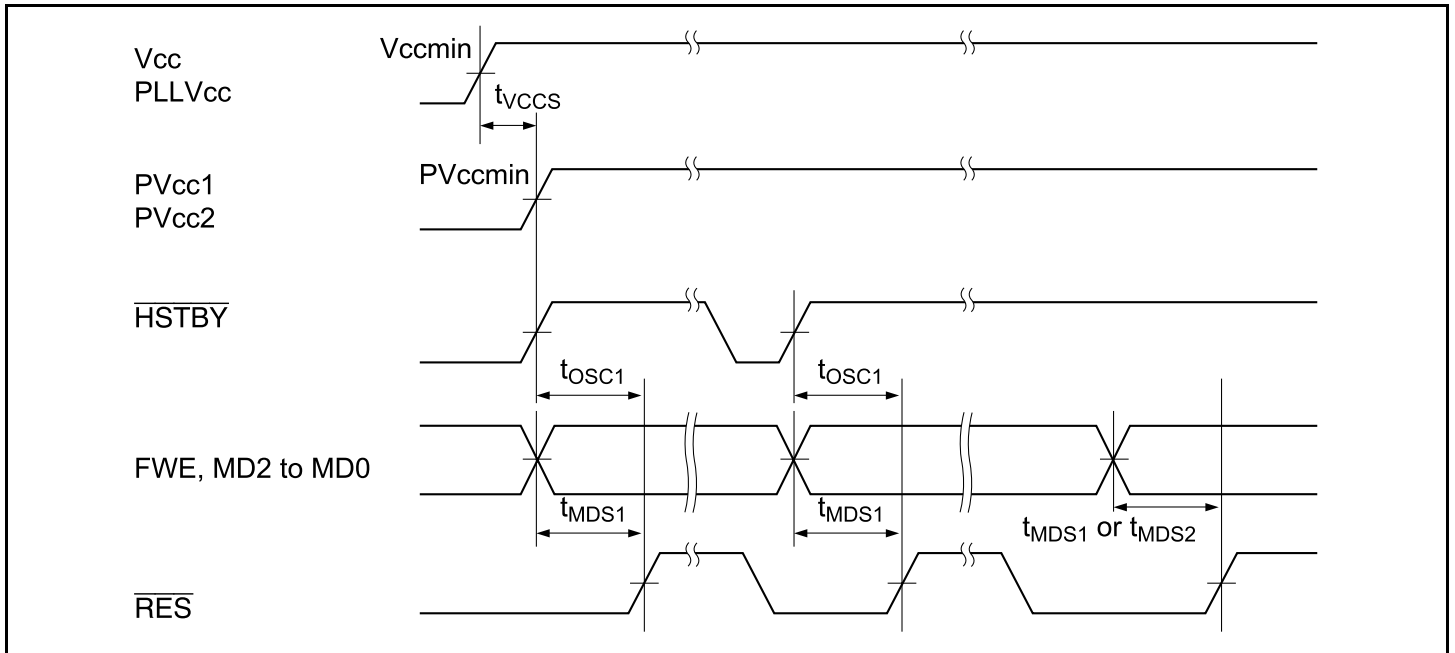 Vcc
PLLVcc
Vccmin
tVCCS
PVcc1
PVcc2
PVccmin
HSTBY
tOSC1
tOSC1
FWE, MD2 to MD0
tMDS1
tMDS1
tMDS1 or tMDS2
RES